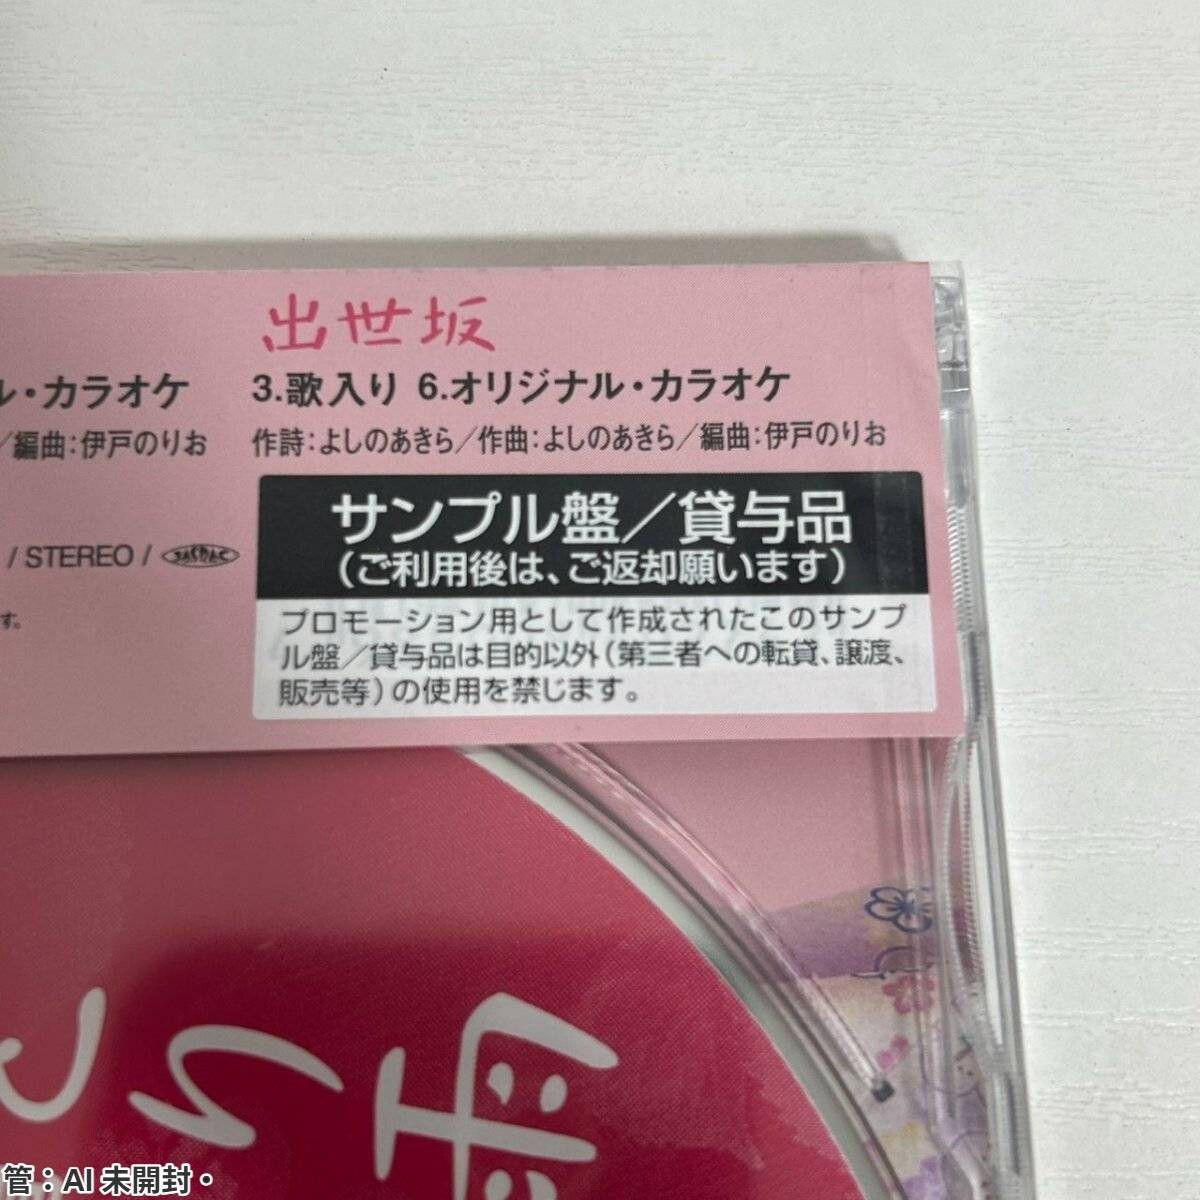 出世坂
ル・カラオケ
3.歌入り 6.オリジナル・カラオケ
／編曲：伊戸のりお
作詩：よしのあきら／作曲：よしのあきら／編曲：伊戸のりお
/ STEREO /
サンプル盤／貸与品
（ご利用後は、ご返却願います）
す。
プロモーション用として作成されたこのサンプ
ル盤／貸与品は目的以外（第三者への転貸、譲渡、
販売等）の使用を禁じます。
管：AI 未開封。